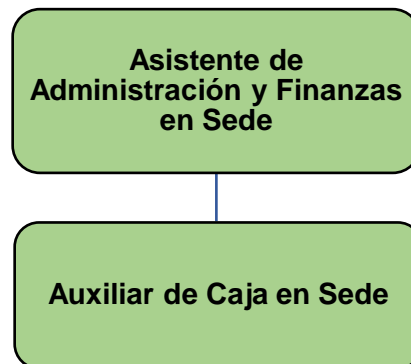 Asistente de
Administración y Finanzas
en Sede
Auxiliar de Caja en Sede